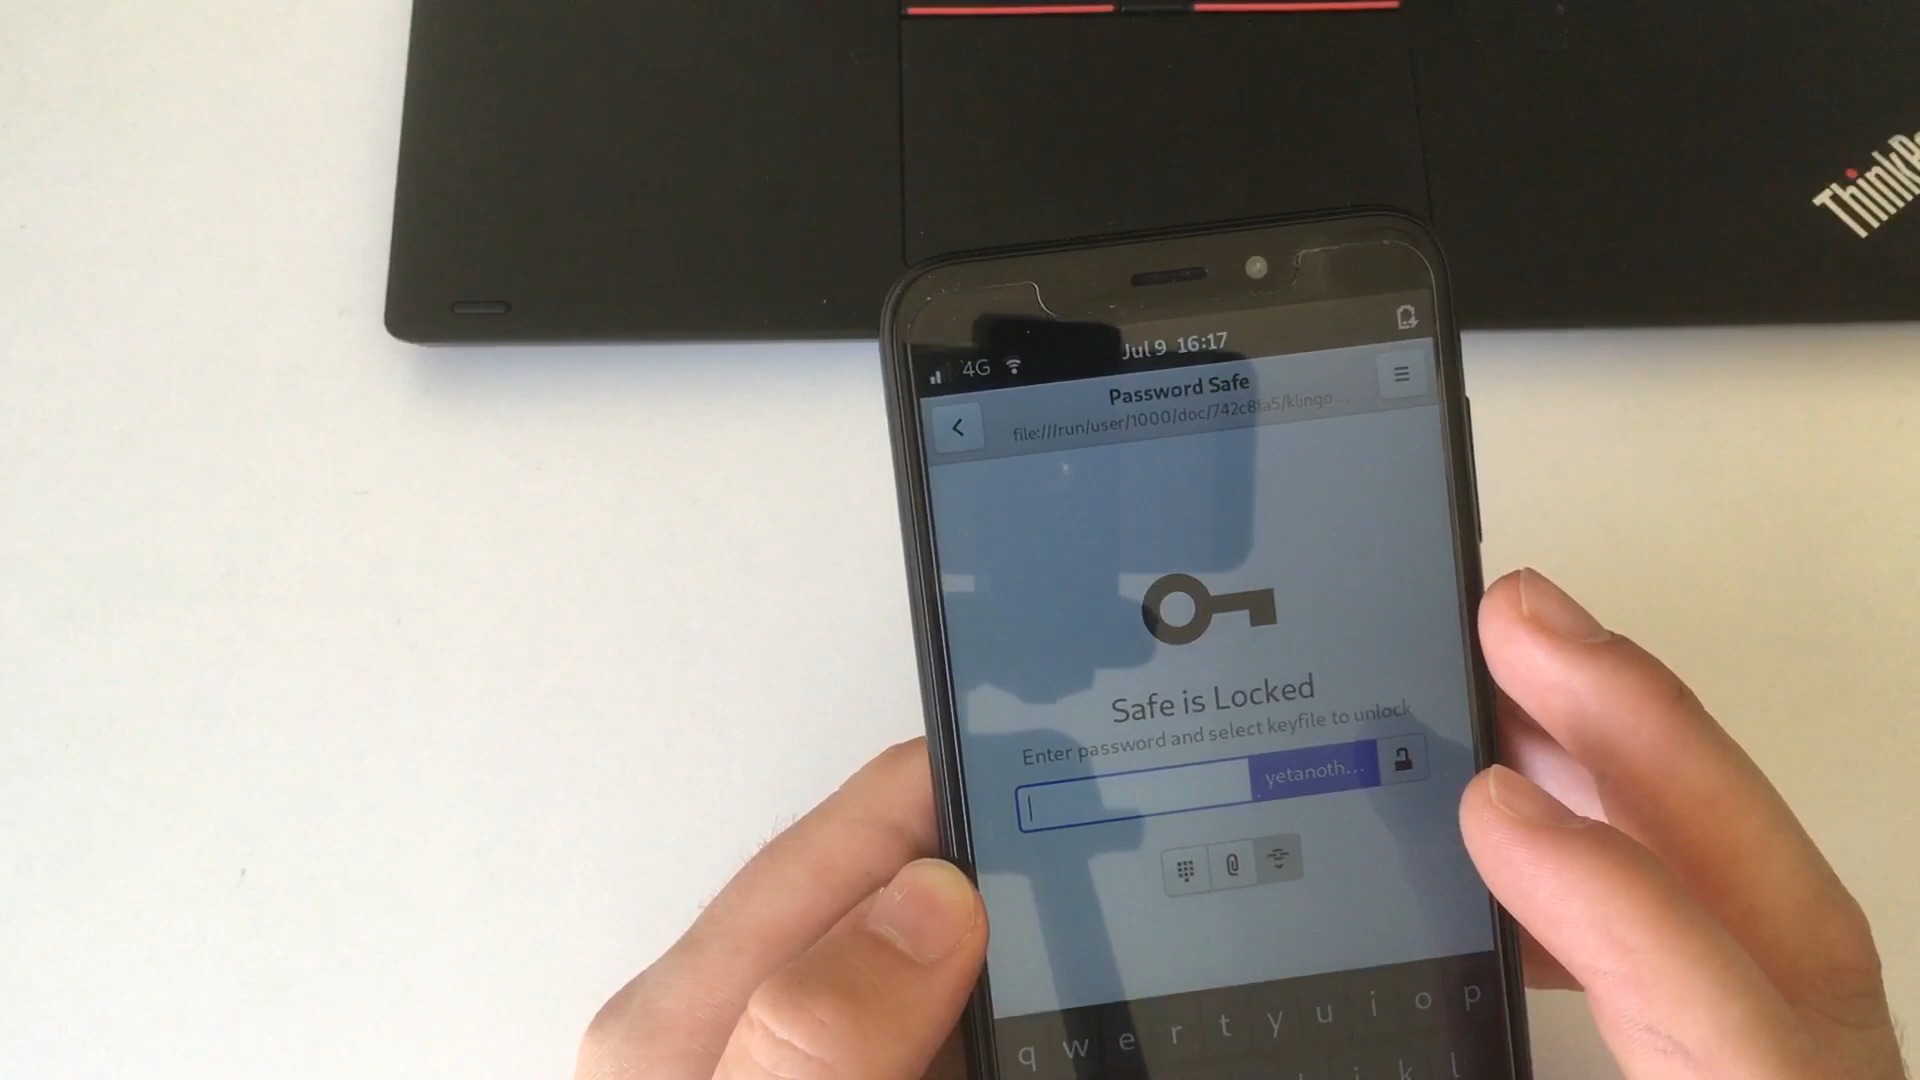 ThinkP
Jul 9 16:17
4G
Password Safe
file:///run/user/1000/doc/742c8fa5/klingo...
Safe is Locked
Enter password and select keyfile to unlock
yetanoth...
q w e r t y u i o p
k l